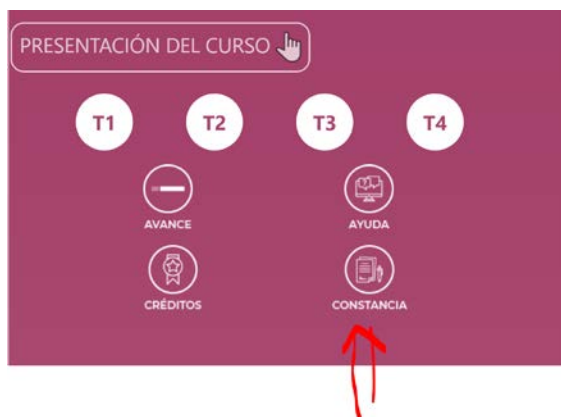 PRESENTACIÓN DEL CURSO
T1 T2 T3 T4
AVANCE AYUDA
CRÉDITOS CONSTANCIA